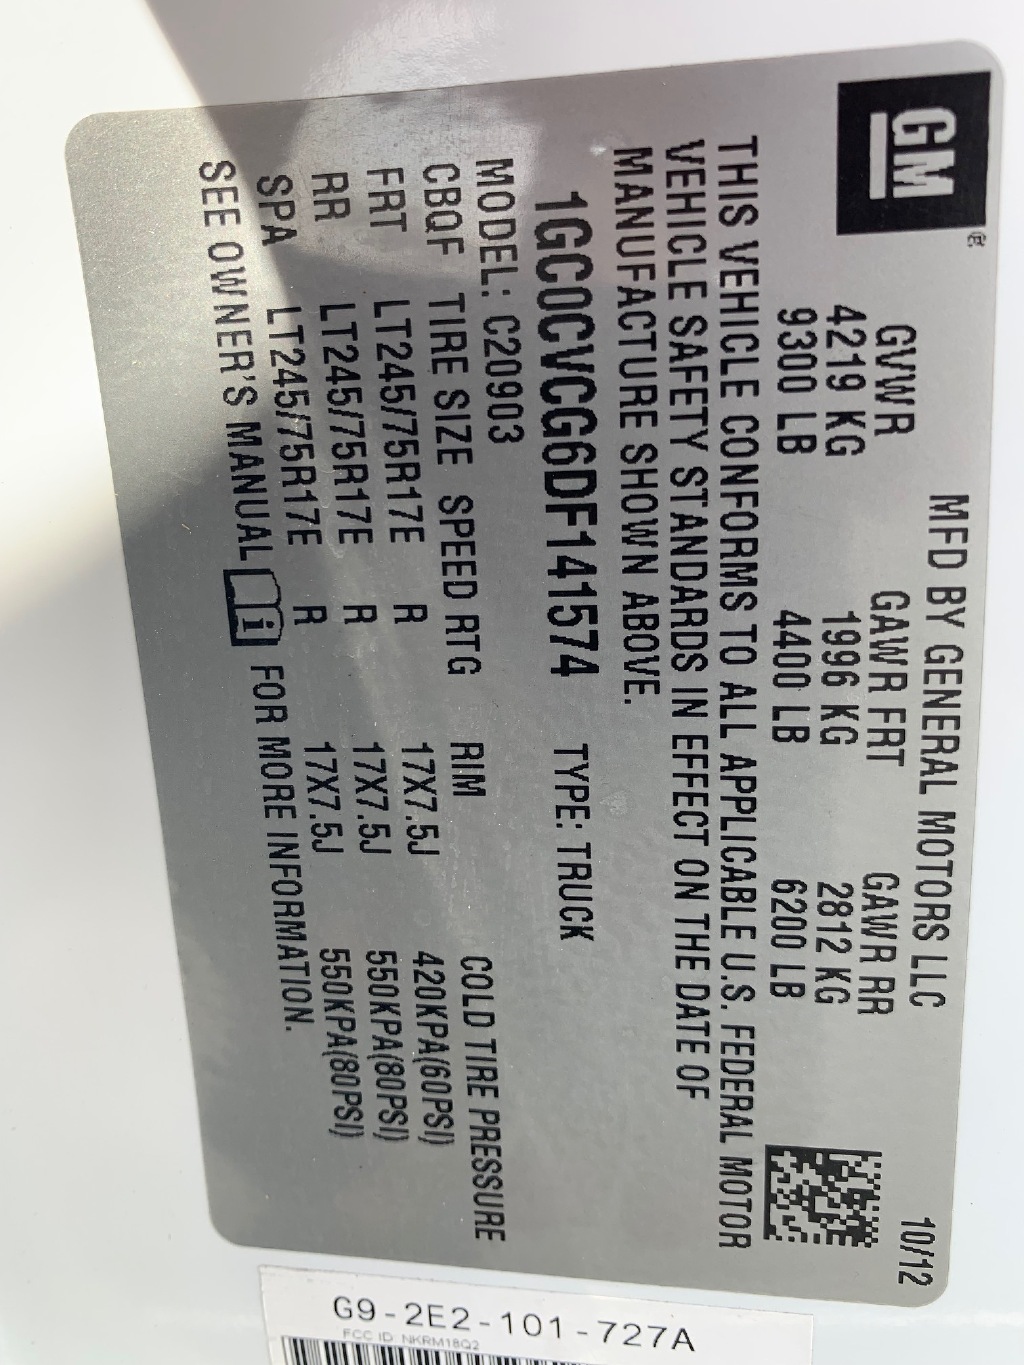 GM ®
MFD BY GENERAL MOTORS LLC 10/12
GVWR GAWR FRT GAWR RR
4219 KG 1996 KG 2812 KG
9300 LB 4400 LB 6200 LB
THIS VEHICLE CONFORMS TO ALL APPLICABLE U.S. FEDERAL MOTOR
VEHICLE SAFETY STANDARDS IN EFFECT ON THE DATE OF
MANUFACTURE SHOWN ABOVE.
1GC0CVCG6DF141574 TYPE: TRUCK
MODEL: C20903
CBQF TIRE SIZE SPEED RTG RIM COLD TIRE PRESSURE
FRT LT245/75R17E R 17X7.5J 420KPA(60PSI)
RR LT245/75R17E R 17X7.5J 550KPA(80PSI)
SPA LT245/75R17E R 17X7.5J 550KPA(80PSI)
SEE OWNER'S MANUAL i FOR MORE INFORMATION.
G9-2E2-101-727A
FCC ID: NKRM18Q2